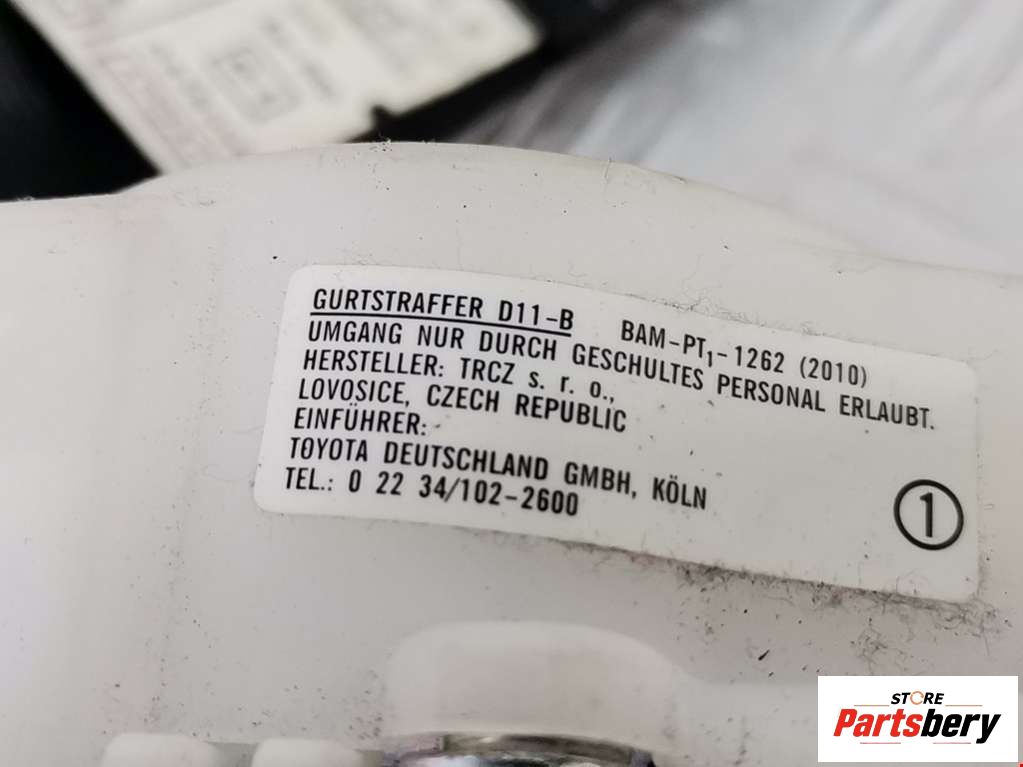 GURTSTRAFFER D11-B BAM-PT₁-1262 (2010)
UMGANG NUR DURCH GESCHULTES PERSONAL ERLAUBT.
HERSTELLER: TRCZ s. r. o.,
LOVOSICE, CZECH REPUBLIC
EINFÜHRER:
TOYOTA DEUTSCHLAND GMBH, KÖLN
TEL.: 0 22 34/102-2600
1
STORE
Partsbery